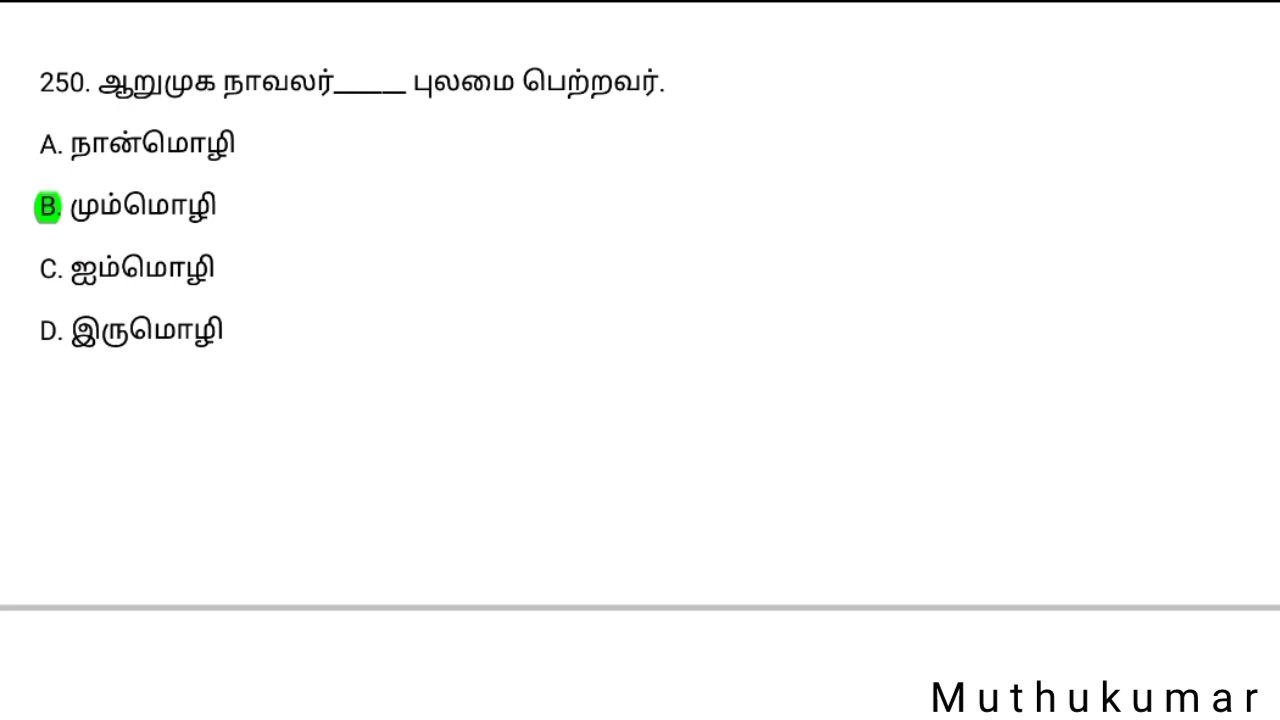 250. ஆறுமுக நாவலர்_____ புலமை பெற்றவர்.
A. நான்மொழி
B. மும்மொழி
C. ஐம்மொழி
D. இருமொழி
Muthukumar